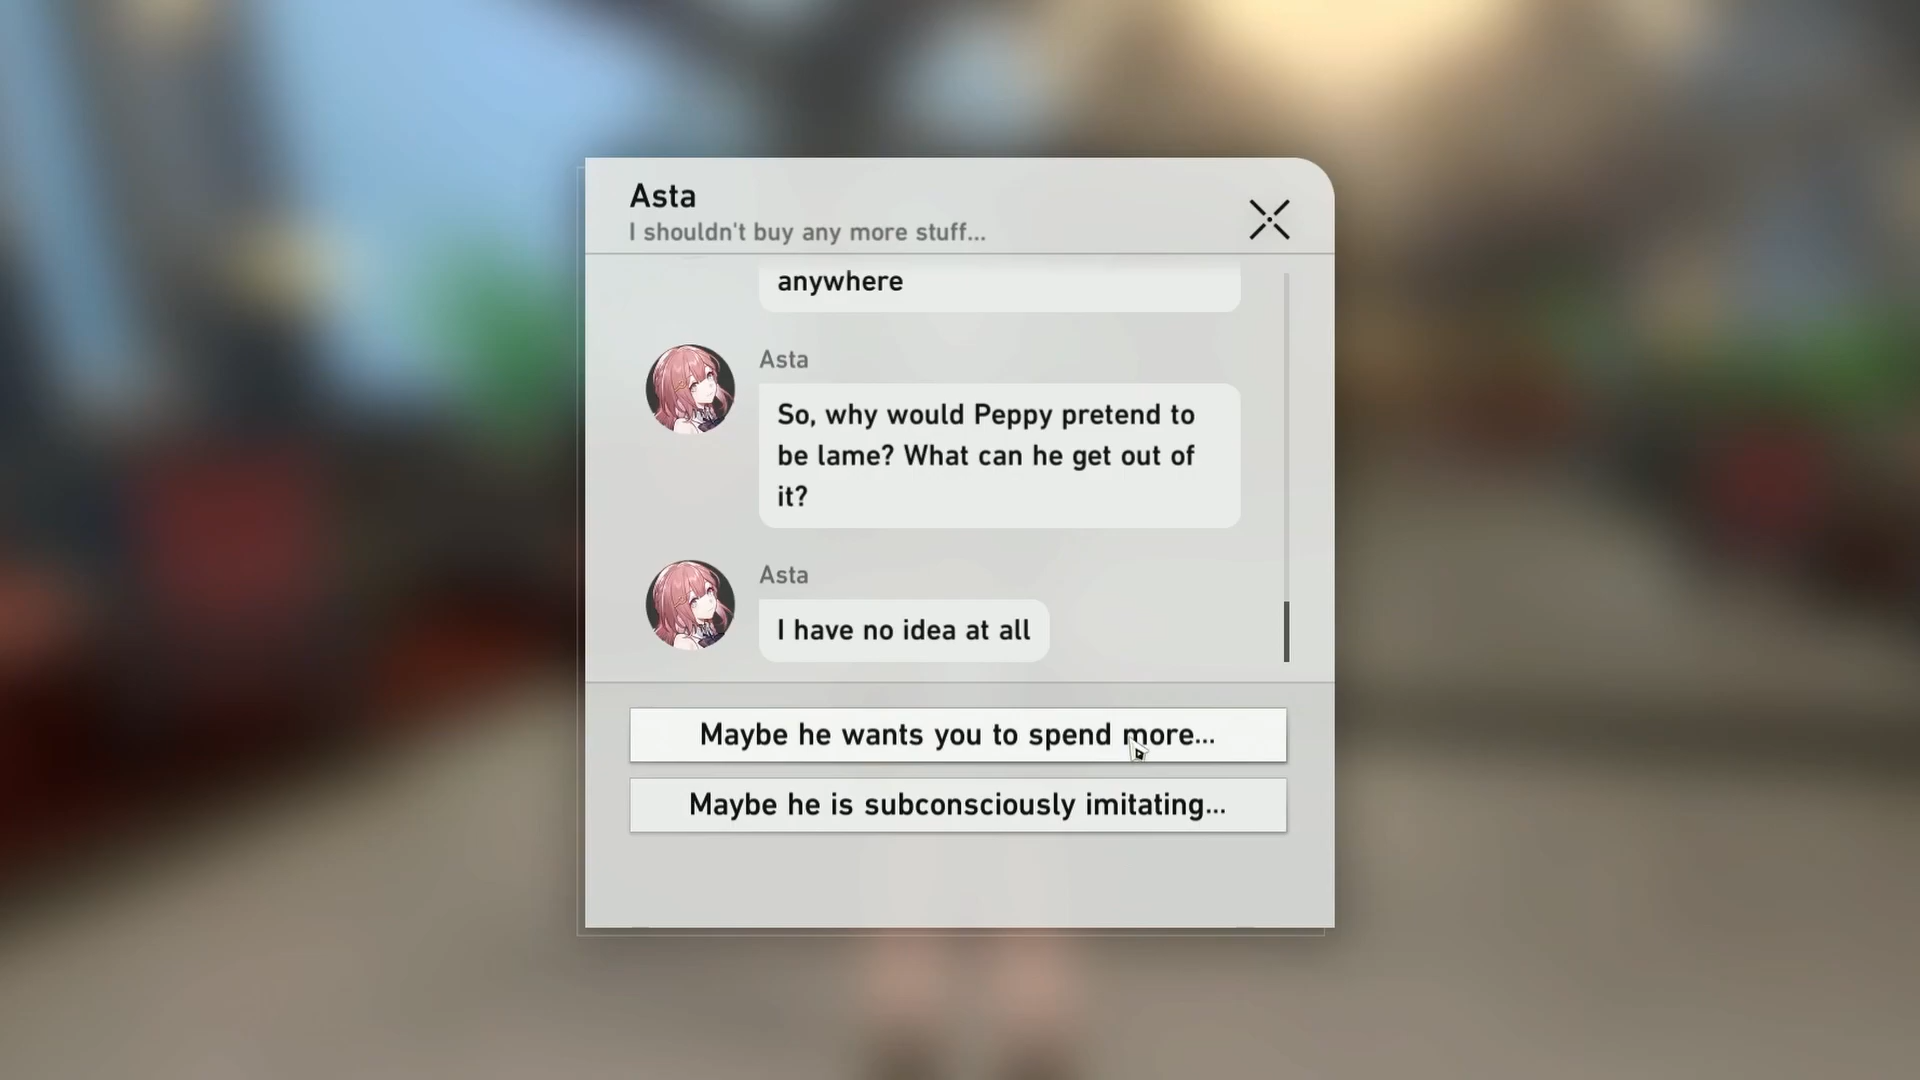 Asta
I shouldn't buy any more stuff...
anywhere
Asta
So, why would Peppy pretend to
be lame? What can he get out of
it?
Asta
I have no idea at all
Maybe he wants you to spend more...
Maybe he is subconsciously imitating...